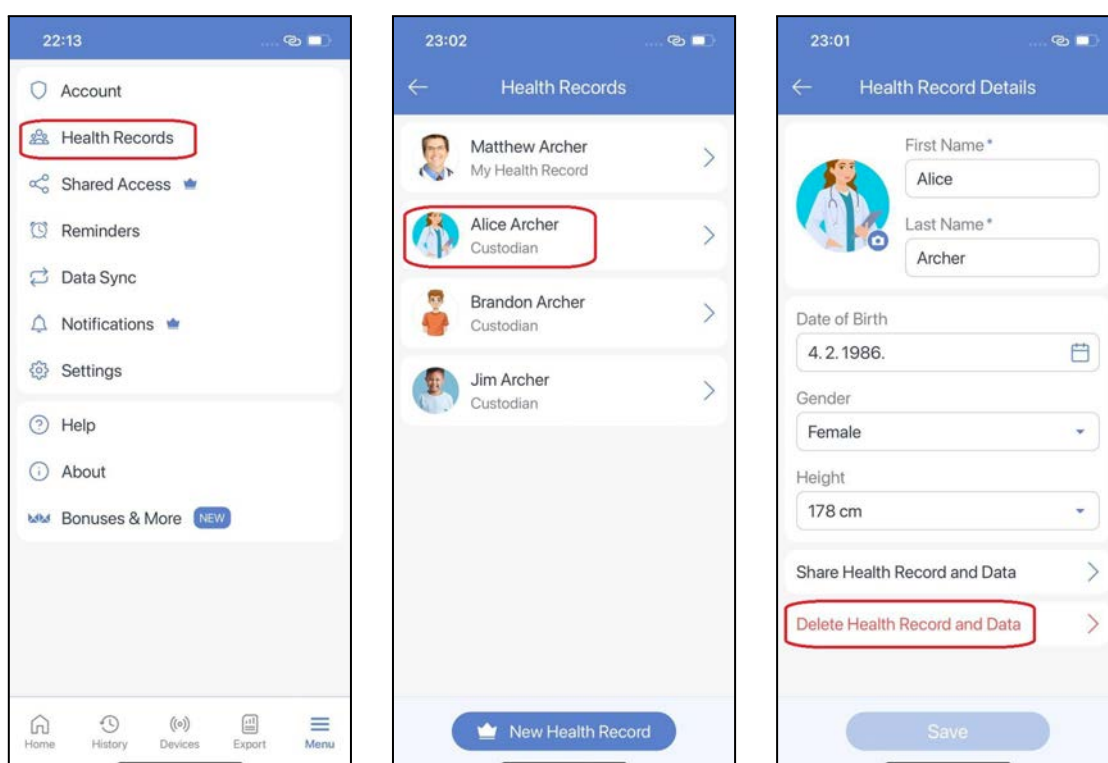 22:13
Account
Health Records
Shared Access
Reminders
Data Sync
Notifications
Settings
Help
About
Bonuses & More NEW
Home History Devices Export Menu
23:02
Health Records
Matthew Archer
My Health Record
Alice Archer
Custodian
Brandon Archer
Custodian
Jim Archer
Custodian
New Health Record
23:01
Health Record Details
First Name*
Alice
Last Name*
Archer
Date of Birth
4. 2. 1986.
Gender
Female
Height
178 cm
Share Health Record and Data
Delete Health Record and Data
Save